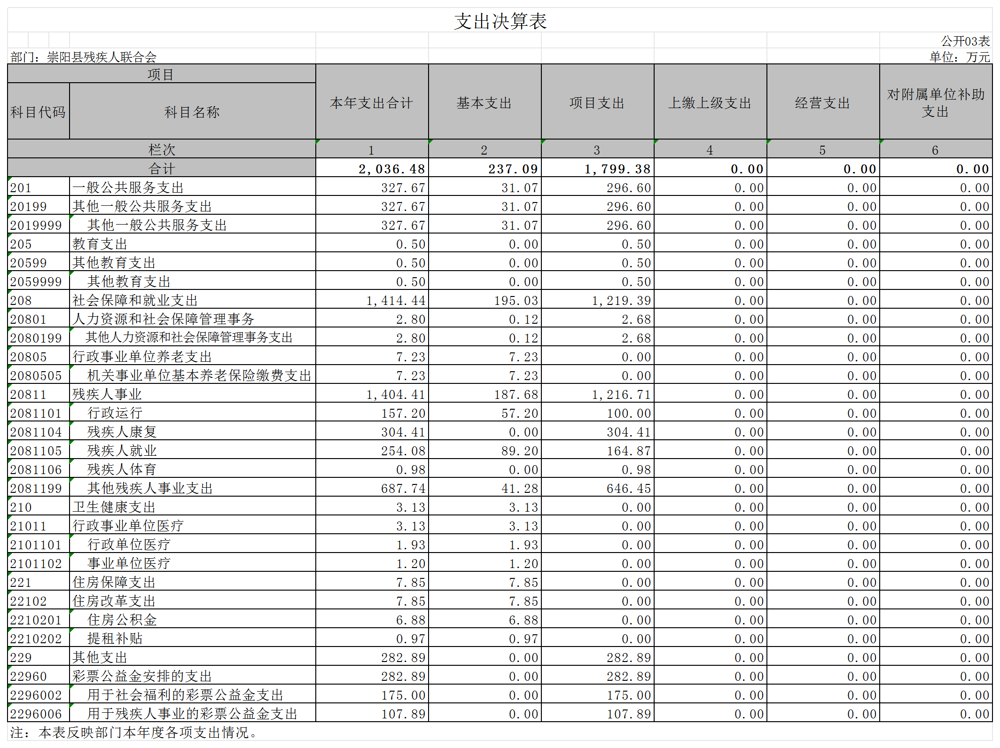 支出决算表
公开03表
部门：崇阳县残疾人联合会 单位：万元
项目 本年支出合计 基本支出 项目支出 上缴上级支出 经营支出 对附属单位补助支出
科目代码 科目名称
栏次 1 2 3 4 5 6
合计 2,036.48 237.09 1,799.38 0.00 0.00 0.00
201 一般公共服务支出 327.67 31.07 296.60 0.00 0.00 0.00
20199 其他一般公共服务支出 327.67 31.07 296.60 0.00 0.00 0.00
2019999 其他一般公共服务支出 327.67 31.07 296.60 0.00 0.00 0.00
205 教育支出 0.50 0.00 0.50 0.00 0.00 0.00
20599 其他教育支出 0.50 0.00 0.50 0.00 0.00 0.00
2059999 其他教育支出 0.50 0.00 0.50 0.00 0.00 0.00
208 社会保障和就业支出 1,414.44 195.03 1,219.39 0.00 0.00 0.00
20801 人力资源和社会保障管理事务 2.80 0.12 2.68 0.00 0.00 0.00
2080199 其他人力资源和社会保障管理事务支出 2.80 0.12 2.68 0.00 0.00 0.00
20805 行政事业单位养老支出 7.23 7.23 0.00 0.00 0.00 0.00
2080505 机关事业单位基本养老保险缴费支出 7.23 7.23 0.00 0.00 0.00 0.00
20811 残疾人事业 1,404.41 187.68 1,216.71 0.00 0.00 0.00
2081101 行政运行 157.20 57.20 100.00 0.00 0.00 0.00
2081104 残疾人康复 304.41 0.00 304.41 0.00 0.00 0.00
2081105 残疾人就业 254.08 89.20 164.87 0.00 0.00 0.00
2081106 残疾人体育 0.98 0.00 0.98 0.00 0.00 0.00
2081199 其他残疾人事业支出 687.74 41.28 646.45 0.00 0.00 0.00
210 卫生健康支出 3.13 3.13 0.00 0.00 0.00 0.00
21011 行政事业单位医疗 3.13 3.13 0.00 0.00 0.00 0.00
2101101 行政单位医疗 1.93 1.93 0.00 0.00 0.00 0.00
2101102 事业单位医疗 1.20 1.20 0.00 0.00 0.00 0.00
221 住房保障支出 7.85 7.85 0.00 0.00 0.00 0.00
22102 住房改革支出 7.85 7.85 0.00 0.00 0.00 0.00
2210201 住房公积金 6.88 6.88 0.00 0.00 0.00 0.00
2210202 提租补贴 0.97 0.97 0.00 0.00 0.00 0.00
229 其他支出 282.89 0.00 282.89 0.00 0.00 0.00
22960 彩票公益金安排的支出 282.89 0.00 282.89 0.00 0.00 0.00
2296002 用于社会福利的彩票公益金支出 175.00 0.00 175.00 0.00 0.00 0.00
2296006 用于残疾人事业的彩票公益金支出 107.89 0.00 107.89 0.00 0.00 0.00
注：本表反映部门本年度各项支出情况。